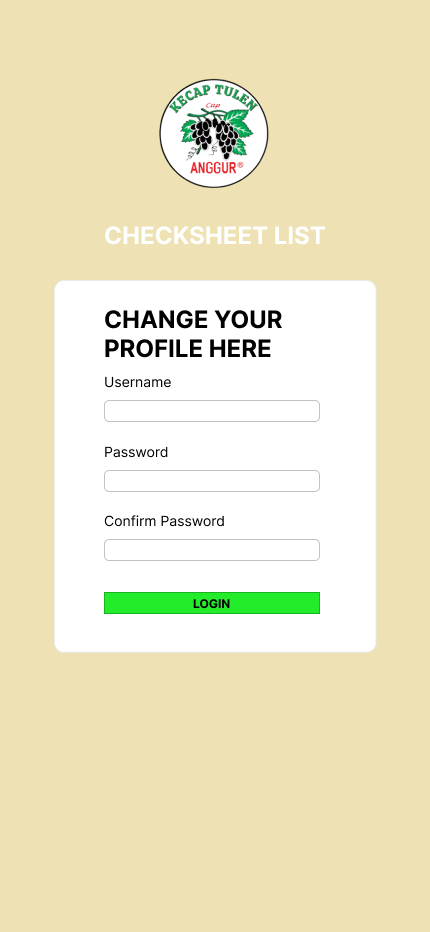 KECAP TULEN
Cap
ANGGUR®
CHECKSHEET LIST
CHANGE YOUR
PROFILE HERE
Username
Password
Confirm Password
LOGIN